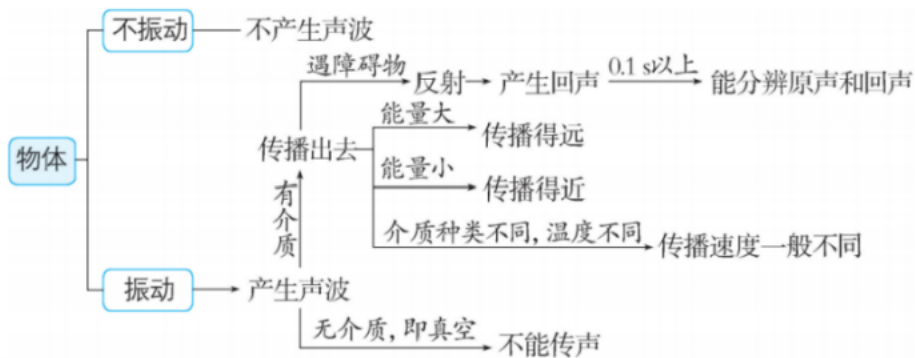 不振动
不产生声波
遇障碍物
反射
产生回声
0.1 s以上
能分辨原声和回声
能量大
传播得远
物体
传播出去
能量小
传播得近
有介质
介质种类不同，温度不同
传播速度一般不同
振动
产生声波
无介质，即真空
不能传声